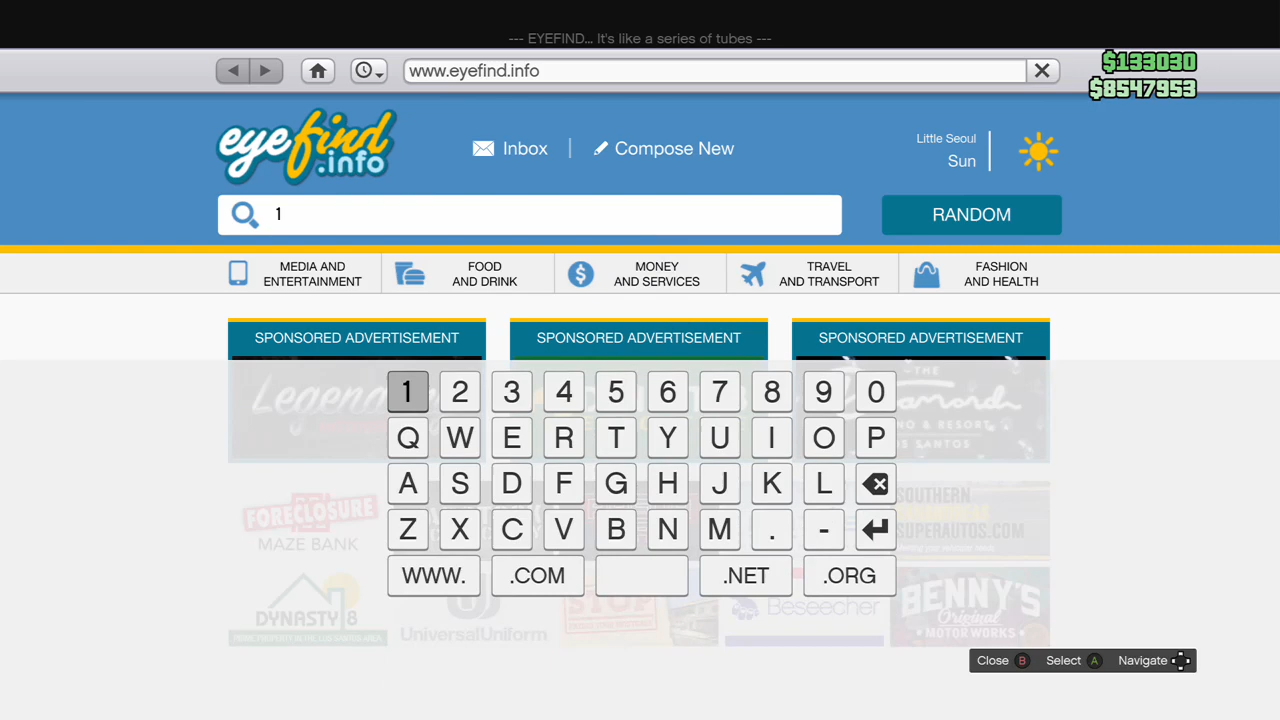 --- EYEFIND... It's like a series of tubes ---
www.eyefind.info
$133030
$8547953
eyefind
.info
Inbox
Compose New
Little Seoul
Sun
1
RANDOM
MEDIA AND
ENTERTAINMENT
FOOD
AND DRINK
MONEY
AND SERVICES
TRAVEL
AND TRANSPORT
FASHION
AND HEALTH
SPONSORED ADVERTISEMENT
SPONSORED ADVERTISEMENT
SPONSORED ADVERTISEMENT
THE
1 2 3 4 5 6 7 8 9 0
Q W E R T Y U I O P
A S D F G H J K L
Z X C V B N M . -
WWW. .COM .NET .ORG
FORECLOSURE
MAZE BANK
SOUTHERN
SUPERAUTOS.COM
DYNASTY 8
UniversalUniform
STOP
Beseecher
BENNY'S
Original
MOTOR WORKS
Close B Select A Navigate